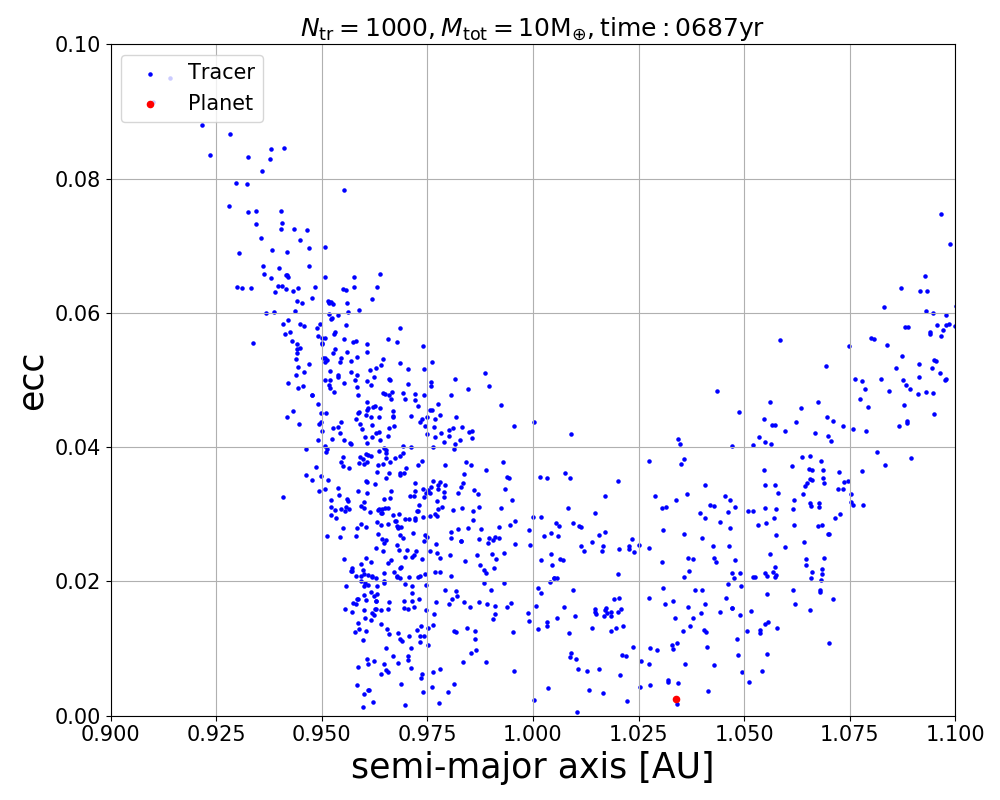 N_tr = 1000, M_tot = 10M_⊕, time : 0687yr
0.10
Tracer
Planet
0.08
0.06
ecc
0.04
0.02
0.00
0.900 0.925 0.950 0.975 1.000 1.025 1.050 1.075 1.100
semi-major axis [AU]